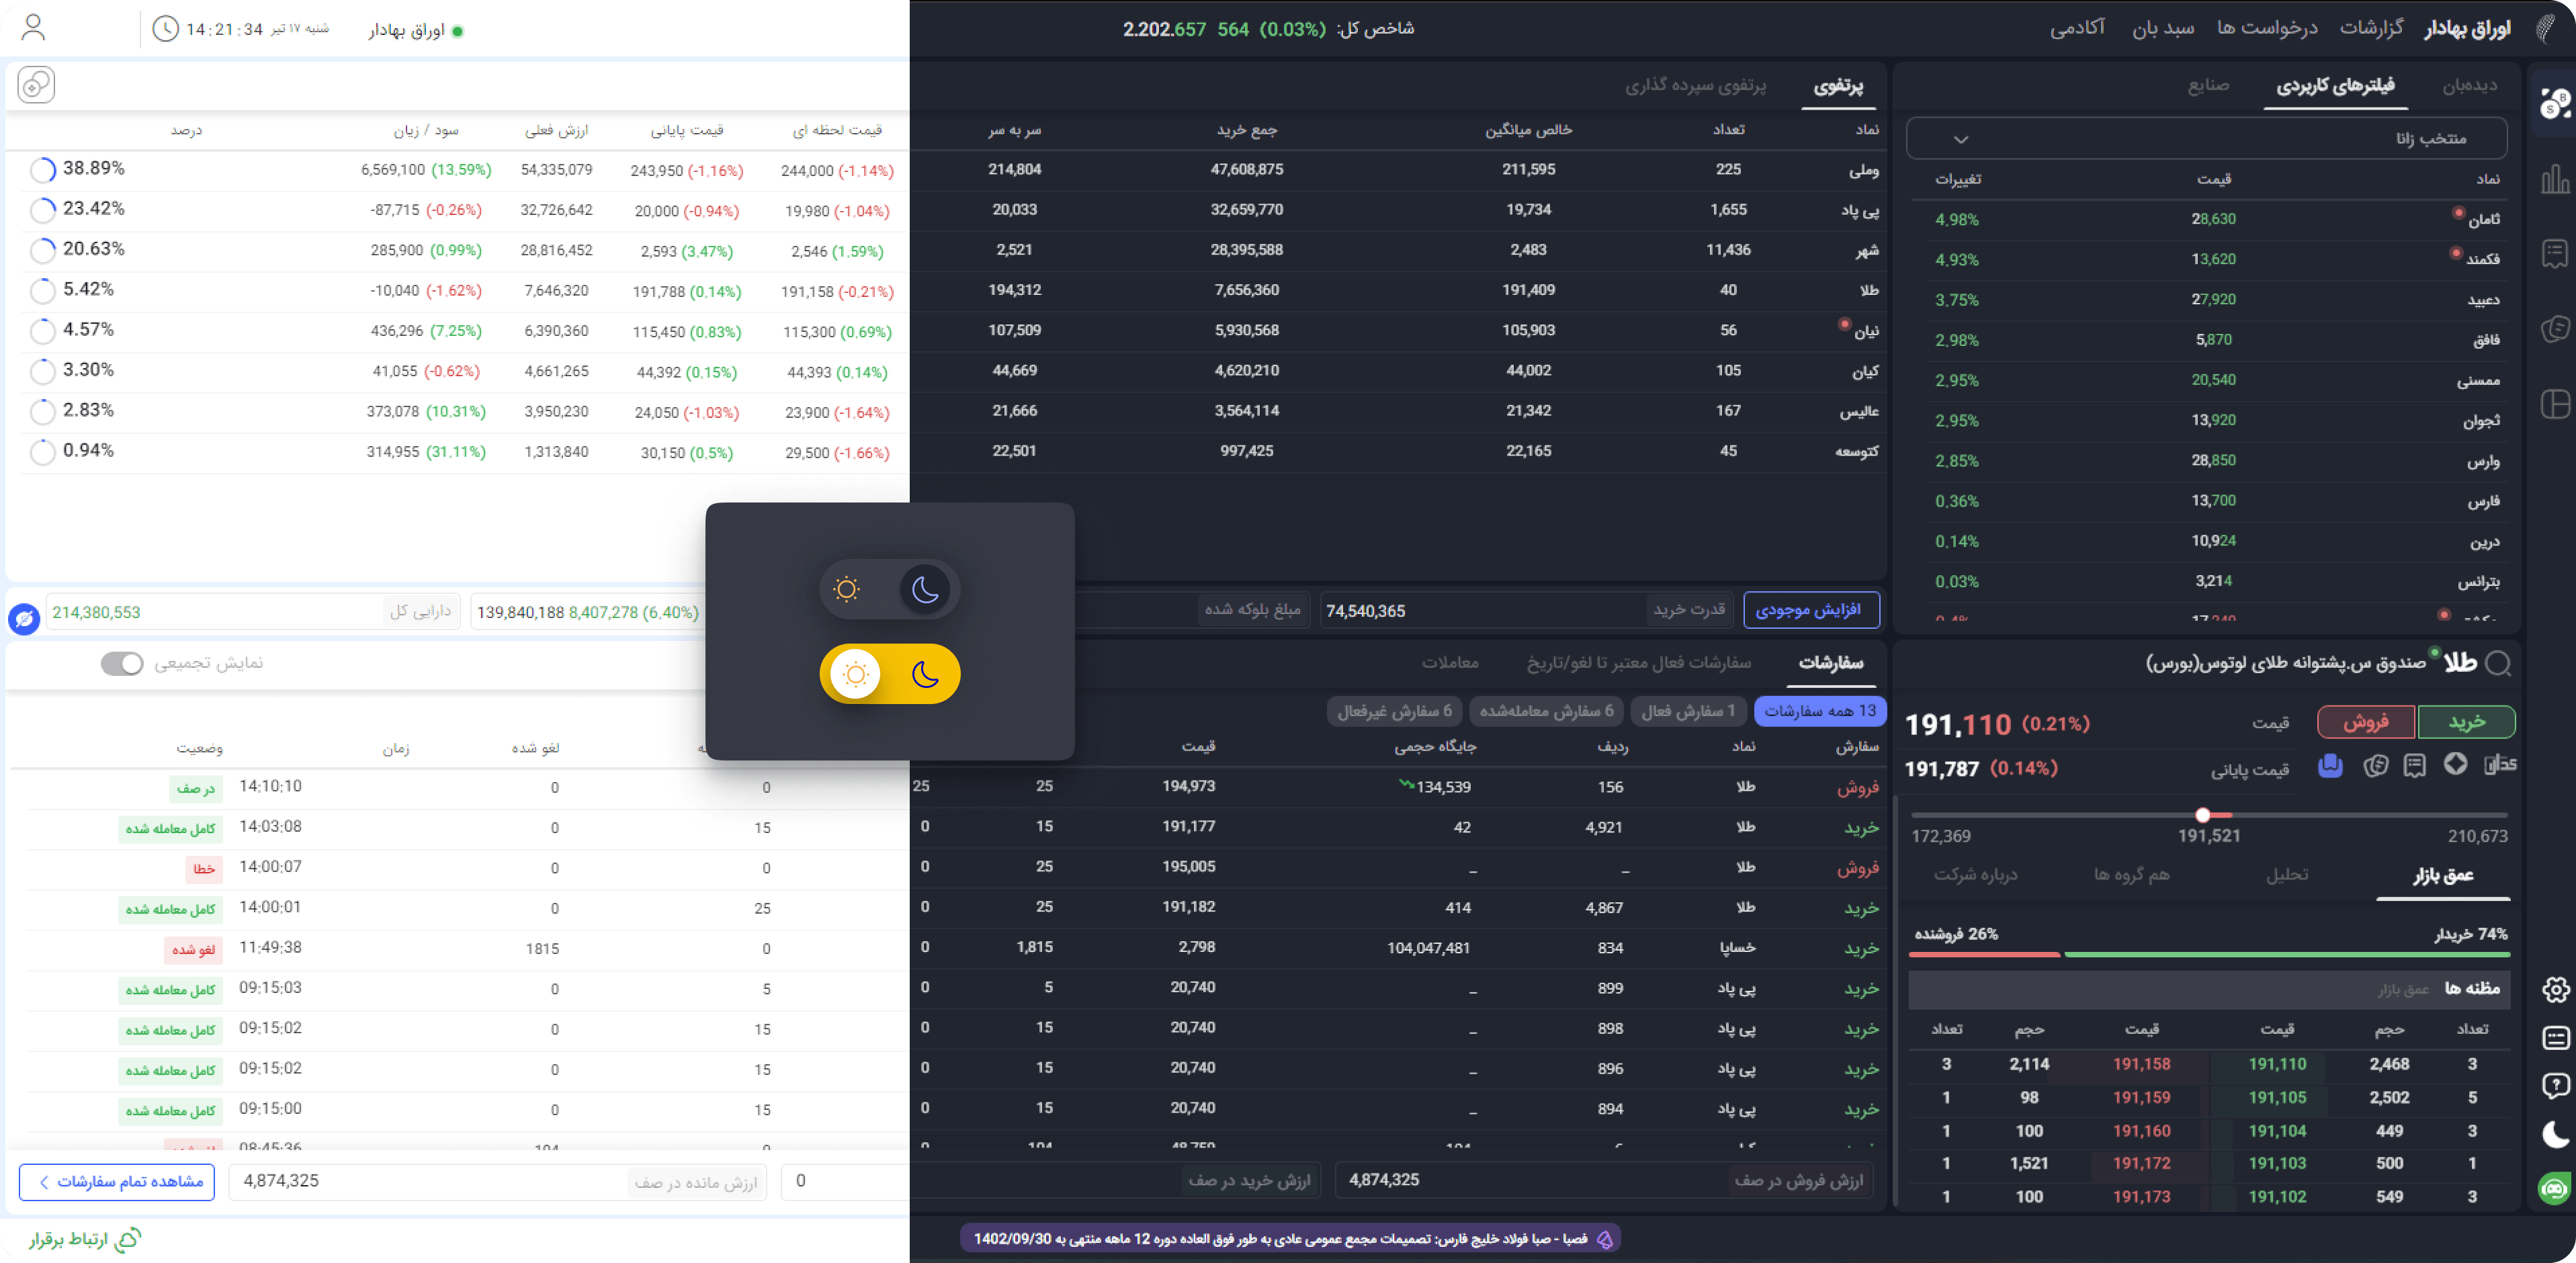 اوراق بهادار گزارشات درخواست ها سبد بان آکادمی
شاخص کل: 2.202.657 564 (0.03%)
اوراق بهادار شنبه ۱۷ تیر 14:21:34
دیده‌بان فیلترهای کاربردی صنایع
منتخب زانا
نماد قیمت تغییرات
ثامان 28,630 4.98%
فکمند 13,620 4.93%
دعبید 27,920 3.75%
فافق 5,870 2.98%
ممسنی 20,540 2.95%
ثجوان 13,920 2.95%
وارس 28,850 2.85%
فارس 13,700 0.36%
درین 10,924 0.14%
بترانس 3,214 0.03%
پرتفوی پرتفوی سپرده گذاری
نماد تعداد خالص میانگین جمع خرید سر به سر قیمت لحظه ای قیمت پایانی ارزش فعلی سود / زیان درصد
وملی 225 211,595 47,608,875 214,804 244,000 (-1.14%) 243,950 (-1.16%) 54,335,079 6,569,100 (13.59%) 38.89%
پی پاد 1,655 19,734 32,659,770 20,033 19,980 (-1.04%) 20,000 (-0.94%) 32,726,642 -87,715 (-0.26%) 23.42%
شهر 11,436 2,483 28,395,588 2,521 2,546 (1.59%) 2,593 (3.47%) 28,816,452 285,900 (0.99%) 20.63%
طلا 40 191,409 7,656,360 194,312 191,158 (-0.21%) 191,788 (0.14%) 7,646,320 -10,040 (-1.62%) 5.42%
نیان 56 105,903 5,930,568 107,509 115,300 (0.69%) 115,450 (0.83%) 6,390,360 436,296 (7.25%) 4.57%
کیان 105 44,002 4,620,210 44,669 44,393 (0.14%) 44,392 (0.15%) 4,661,265 41,055 (-0.62%) 3.30%
عالیس 167 21,342 3,564,114 21,666 23,900 (-1.64%) 24,050 (-1.03%) 3,950,230 373,078 (10.31%) 2.83%
کتوسعه 45 22,165 997,425 22,501 29,500 (-1.66%) 30,150 (0.5%) 1,313,840 314,955 (31.11%) 0.94%
افزایش موجودی قدرت خرید 74,540,365 مبلغ بلوکه شده 139,840,188 8,407,278 (6.40%) دارایی کل 214,380,553
طلا صندوق س.پشتوانه طلای لوتوس(بورس)
خرید فروش قیمت 191,110 (0.21%)
کدال قیمت پایانی 191,787 (0.14%)
210,673 191,521 172,369
عمق بازار تحلیل هم گروه ها درباره شرکت
74% خریدار 26% فروشنده
مظنه ها عمق بازار
تعداد حجم قیمت قیمت حجم تعداد
3 2,468 191,110 191,158 2,114 3
5 2,502 191,105 191,159 98 1
3 449 191,104 191,160 100 1
1 500 191,103 191,172 1,521 1
3 549 191,102 191,173 100 1
سفارشات سفارشات فعال معتبر تا لغو/تاریخ معاملات نمایش تجمیعی
13 همه سفارشات 1 سفارش فعال 6 سفارش معامله‌شده 6 سفارش غیرفعال
سفارش نماد ردیف جایگاه حجمی قیمت لغو شده زمان وضعیت
فروش طلا 156 134,539 194,973 25 25 0 0 14:10:10 در صف
خرید طلا 4,921 42 191,177 15 0 15 0 14:03:08 کامل معامله شده
فروش طلا _ _ 195,005 25 0 0 0 14:00:07 خطا
خرید طلا 4,867 414 191,182 25 0 25 0 14:00:01 کامل معامله شده
خرید خساپا 834 104,047,481 2,798 1,815 0 0 1815 11:49:38 لغو شده
خرید پی پاد 899 _ 20,740 5 0 5 0 09:15:03 کامل معامله شده
خرید پی پاد 898 _ 20,740 15 0 15 0 09:15:02 کامل معامله شده
خرید پی پاد 896 _ 20,740 15 0 15 0 09:15:02 کامل معامله شده
خرید پی پاد 894 _ 20,740 15 0 15 0 09:15:00 کامل معامله شده
ارزش فروش در صف 4,874,325 ارزش خرید در صف 0 ارزش مانده در صف 4,874,325 مشاهده تمام سفارشات
فصبا - صبا فولاد خلیج فارس: تصمیمات مجمع عمومی عادی به طور فوق العاده دوره 12 ماهه منتهی به 1402/09/30
ارتباط برقرار